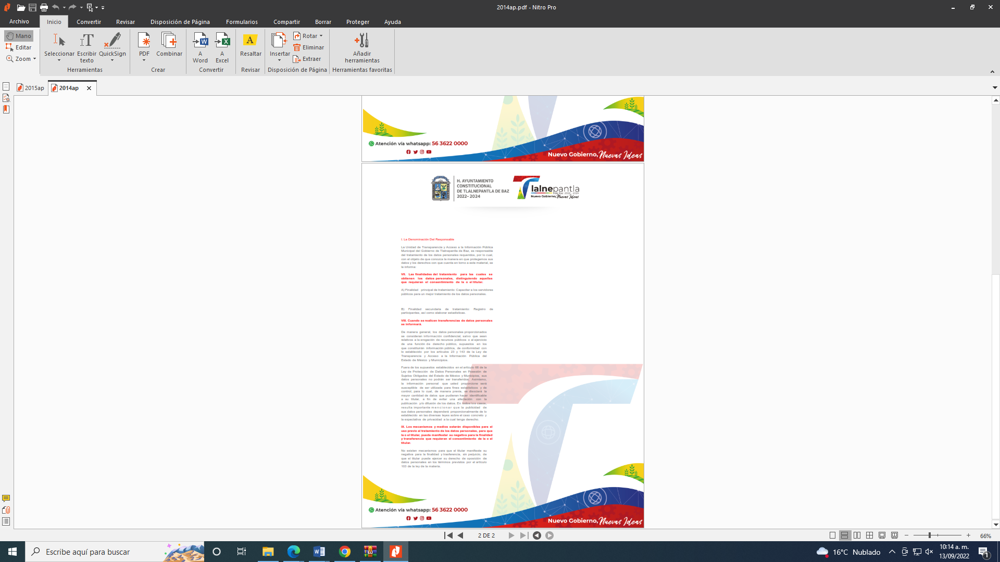 2014ap.pdf - Nitro Pro
Archivo
Inicio
Convertir
Revisar
Disposición de Página
Formularios
Compartir
Borrar
Proteger
Ayuda
Mano
Editar
Zoom
Seleccionar
Escribir texto
QuickSign
Herramientas
PDF
Combinar
Crear
A Word
A Excel
Convertir
Resaltar
Revisar
Insertar
Rotar
Eliminar
Extraer
Disposición de Página
Añadir herramientas
Herramientas favoritas
2015ap
2014ap
Atención vía whatsapp: 56 3622 0000
Nuevo Gobierno, Nuevas Ideas
H. AYUNTAMIENTO
CONSTITUCIONAL
DE TLALNEPANTLA DE BAZ
2022- 2024
Tlalnepantla
de Baz 2022 - 2024
Nuevo Gobierno, Nuevas Ideas
I. La Denominación Del Responsable
La Unidad de Transparencia y Acceso a la Información Pública
Municipal del Gobierno de Tlalnepantla de Baz, es responsable
del tratamiento de los datos personales requeridos, por lo cual,
con el objeto de que conozca la manera en que protegemos sus
datos y los derechos con que cuenta en torno a este material, se
le informa:
VII. Las finalidades del tratamiento para las cuales se
obtienen los datos personales, distinguiendo aquellas
que requieran el consentimiento de la o el titular.
A) Finalidad principal de tratamiento: Capacitar a los servidores
públicos para un mejor tratamiento de los datos personales.
B) Finalidad secundaria de tratamiento: Registro de
participantes, así como elaborar estadísticas.
VIII. Cuando se realicen transferencias de datos personales
se informará.
De manera general, los datos personales proporcionados
se consideran información confidencial, salvo que sean
relativos a la erogación de recursos públicos o al ejercicio
de una función de derecho público, supuestos en los
que constituirán información pública, de conformidad con
lo establecido por los artículos 23 y 143 de la Ley de
Transparencia y Acceso a la Información Pública del
Estado de México y Municipios.
Fuera de los supuestos establecidos en el artículo 66 de la
Ley de Protección de Datos Personales en Posesión de
Sujetos Obligados del Estado de México y Municipios, sus
datos personales no podrán ser transferidos. Asimismo,
la información personal que usted proporcione será
susceptible de ser utilizada para fines estadísticos y de
control, para lo cual, de manera previa, se disociará la
mayor cantidad de datos que pudieran hacer identificable
a su titular, a fin de evitar una afectación con la
publicación y/o difusión de los datos. En todos los casos,
resulta importante mencionar que la publicidad de
sus datos personales dependerá proporcionalmente de lo
establecido en las diversas leyes sobre el caso concreto y
la expectativa de privacidad a la cual tenga derecho.
IX. Los mecanismos y medios estarán disponibles para el
uso previo al tratamiento de los datos personales, para que
la o el titular, pueda manifestar su negativa para la finalidad
y transferencia que requieran el consentimiento de la o el
titular.
No existen mecanismos para que el titular manifieste su
negativa para la finalidad y trasferencia, sin perjuicio, de
que el titular puede ejercer su derecho de oposición de
datos personales en los términos previstos por el artículo
103 de la ley de la materia.
Atención vía whatsapp: 56 3622 0000
Nuevo Gobierno, Nuevas Ideas
2 DE 2
66%
Escribe aquí para buscar
16°C Nublado
10:14 a. m.
13/09/2022
1